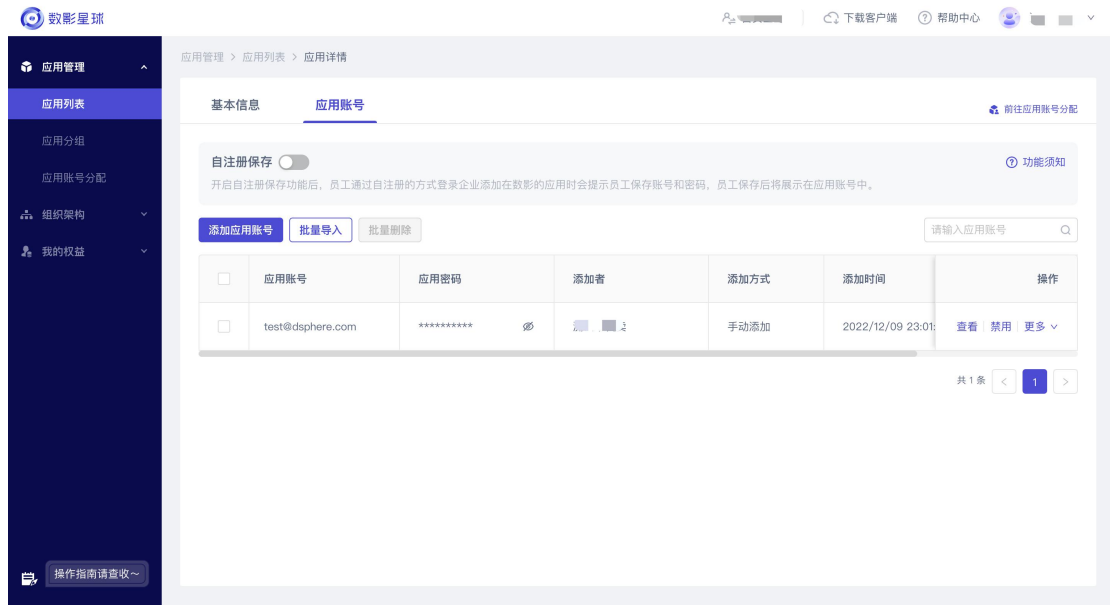 数影星球
下载客户端
帮助中心
应用管理
应用列表
应用分组
应用账号分配
组织架构
我的权益
操作指南请查收～
应用管理 > 应用列表 > 应用详情
基本信息 应用账号
前往应用账号分配
自注册保存
功能须知
开启自注册保存功能后，员工通过自注册的方式登录企业添加在数影的应用时会提示员工保存账号和密码，员工保存后将展示在应用账号中。
添加应用账号 批量导入 批量删除
请输入应用账号
应用账号 应用密码 添加者 添加方式 添加时间 操作
test@dsphere.com ********** 手动添加 2022/12/09 23:01: 查看 禁用 更多
共 1 条 < 1 >